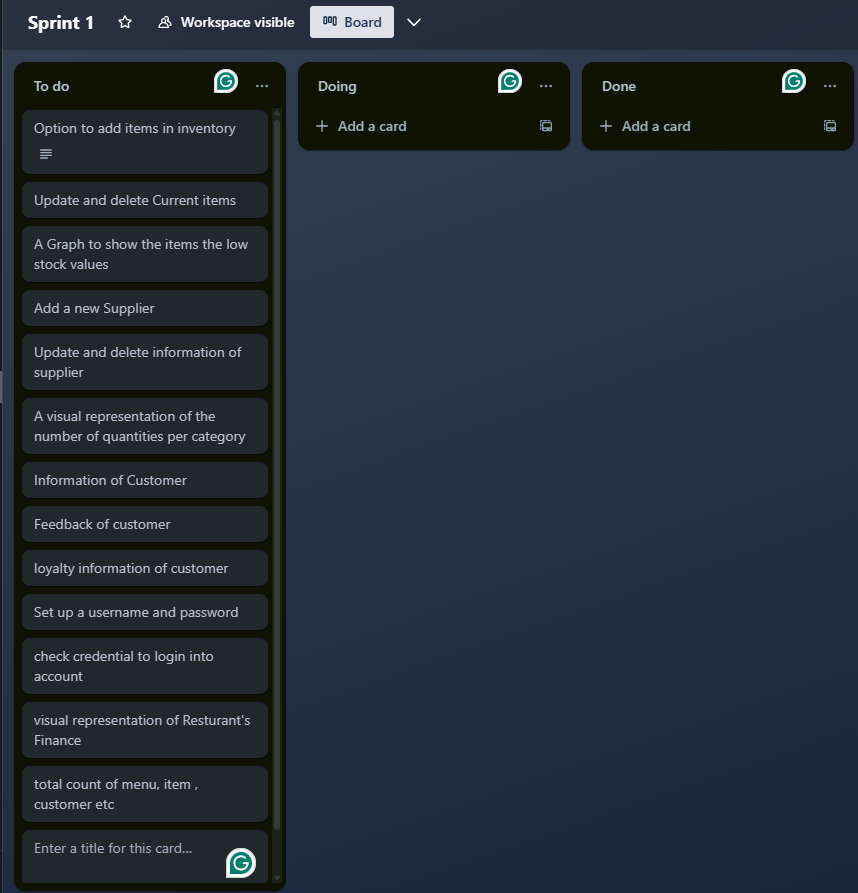 Sprint 1
Workspace visible
Board
To do
Option to add items in inventory
Update and delete Current items
A Graph to show the items the low
stock values
Add a new Supplier
Update and delete information of
supplier
A visual representation of the
number of quantities per category
Information of Customer
Feedback of customer
loyalty information of customer
Set up a username and password
check credential to login into
account
visual representation of Resturant's
Finance
total count of menu, item ,
customer etc
Enter a title for this card...
Doing
Add a card
Done
Add a card